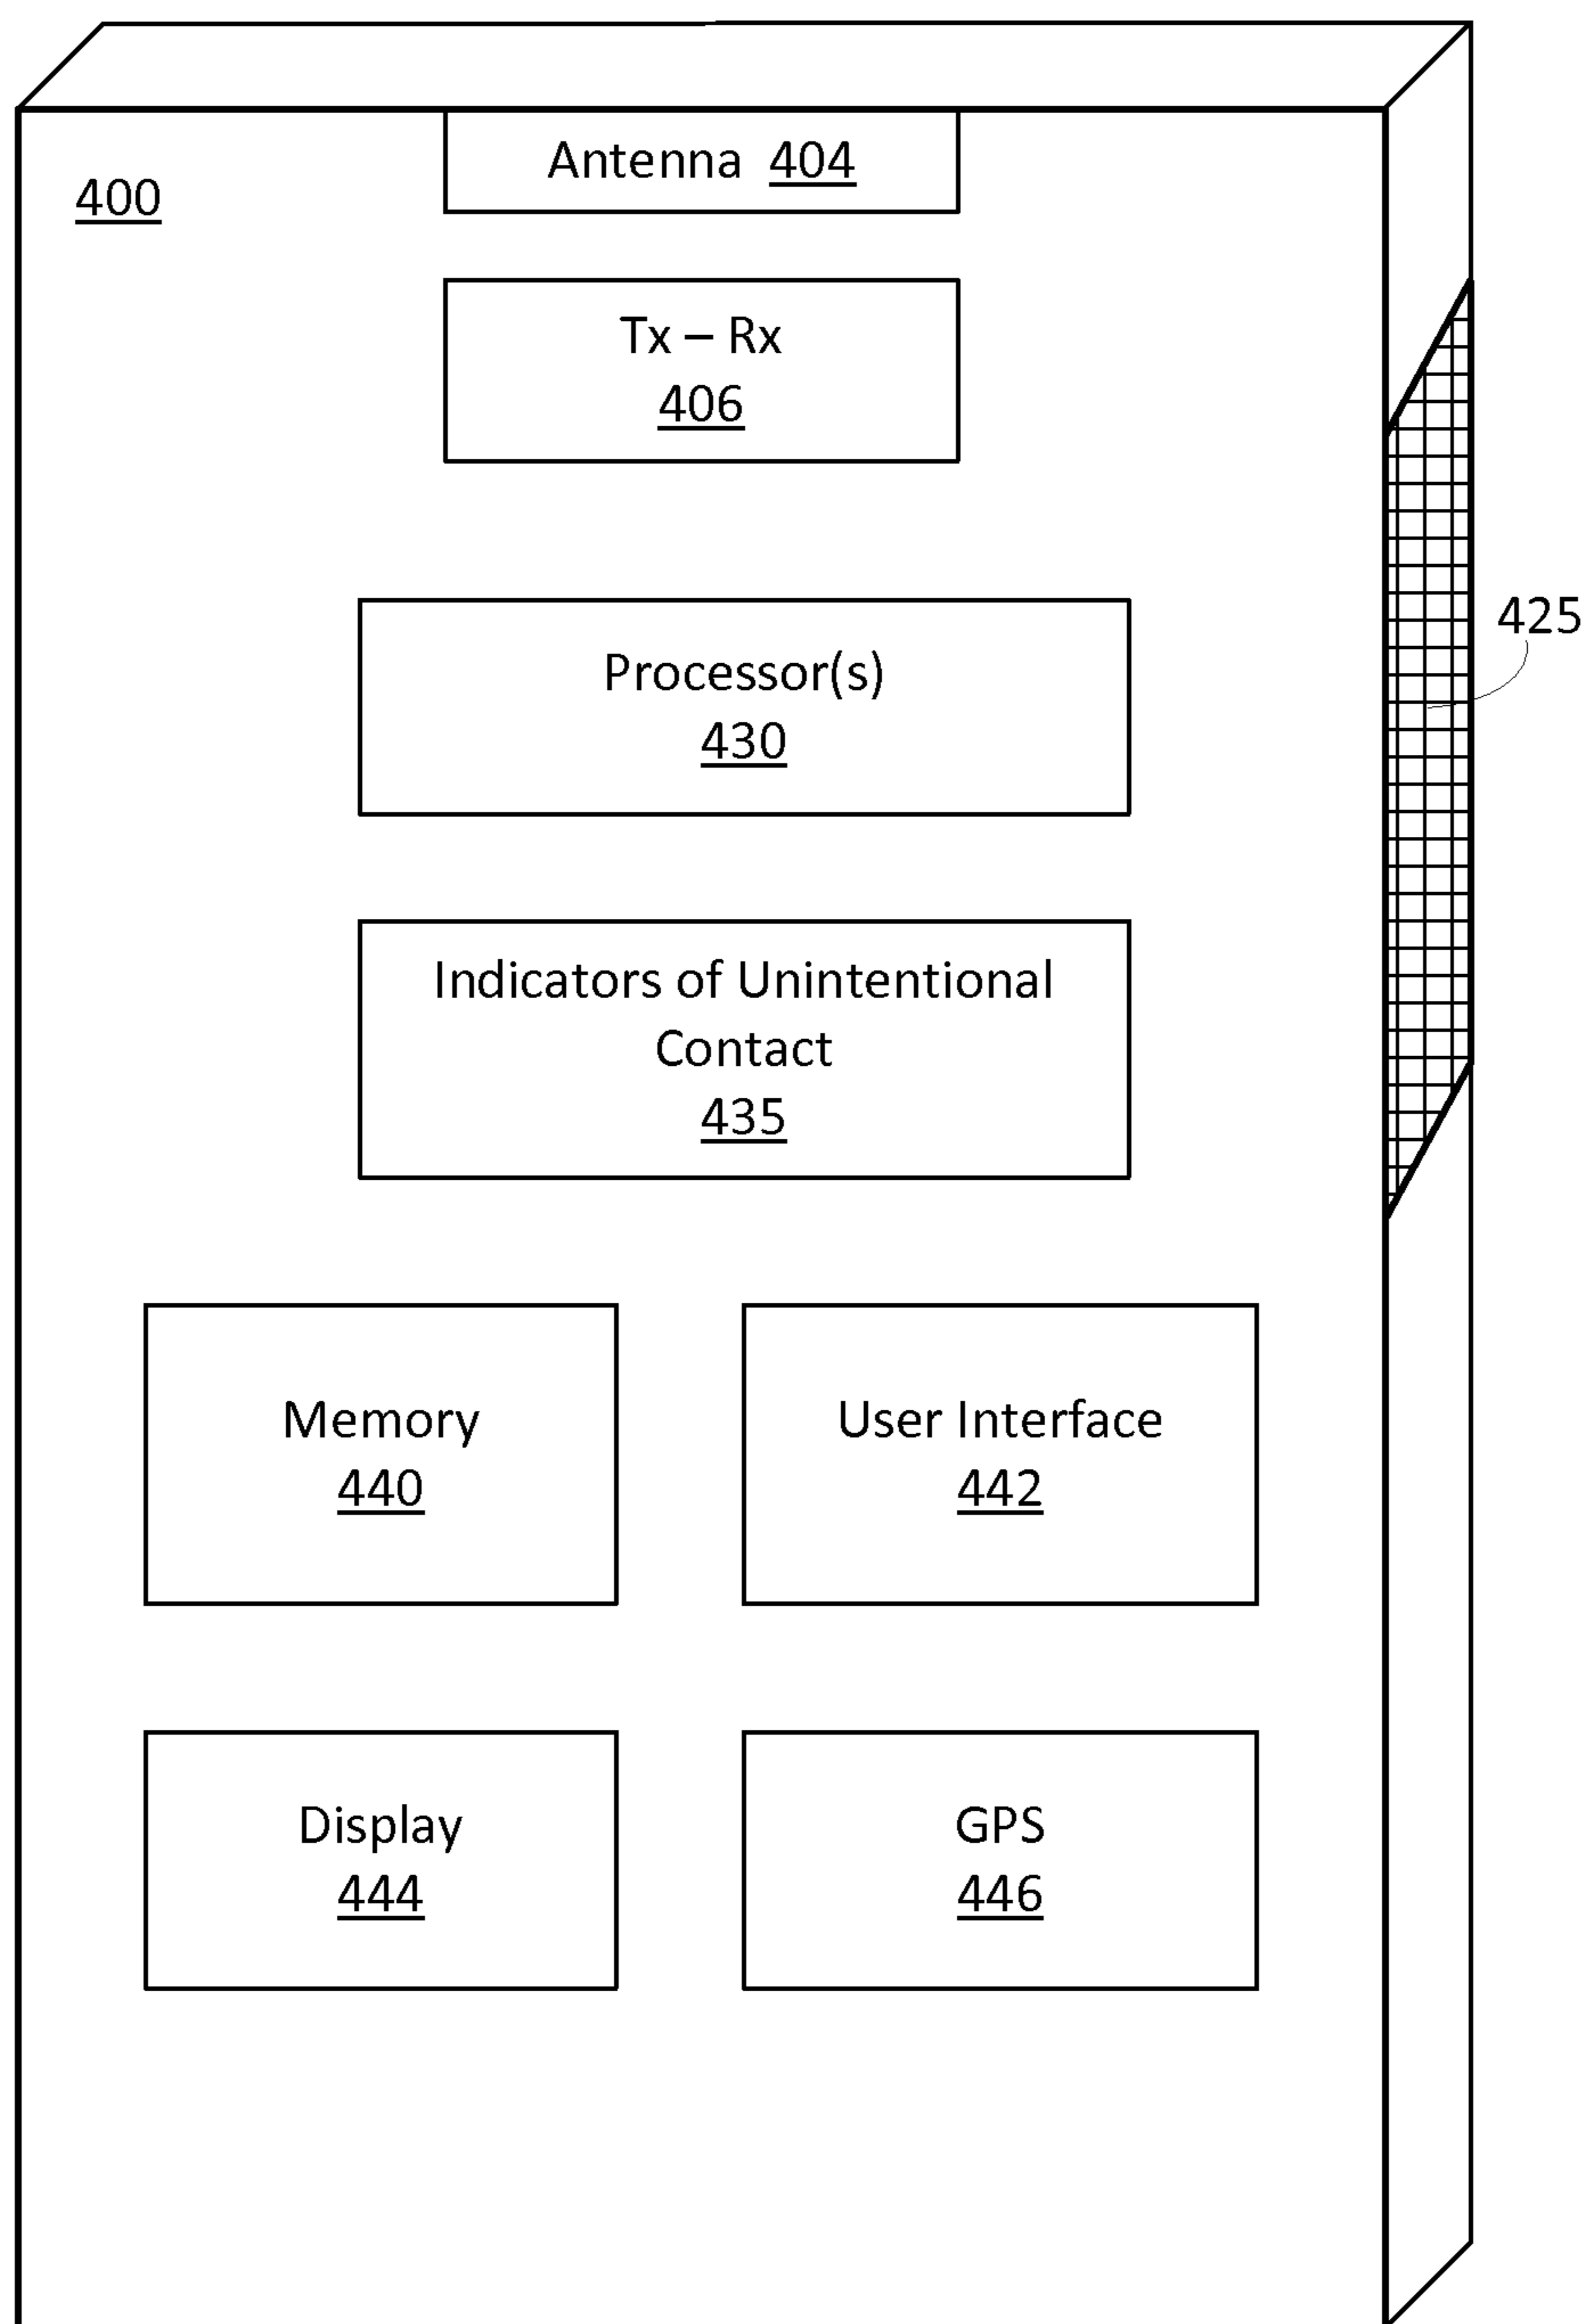 Antenna 404
400
Tx – Rx
406
425
Processor(s)
430
Indicators of Unintentional
Contact
435
Memory
440
User Interface
442
Display
444
GPS
446